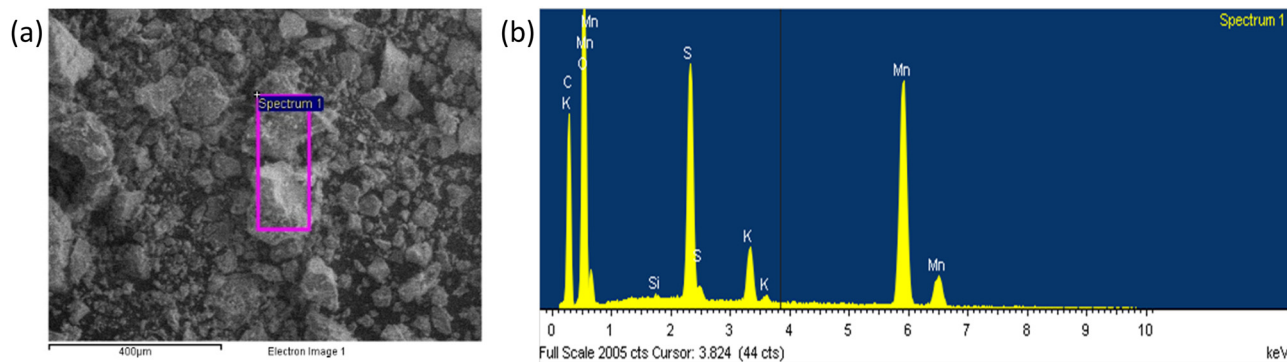 (a)
Spectrum 1
400µm
Electron Image 1
(b)
Spectrum 1
Mn
Mn
O
C
K
S
S
Si
K
K
Mn
Mn
0 1 2 3 4 5 6 7 8 9 10
Full Scale 2005 cts Cursor: 3.824 (44 cts)
keV